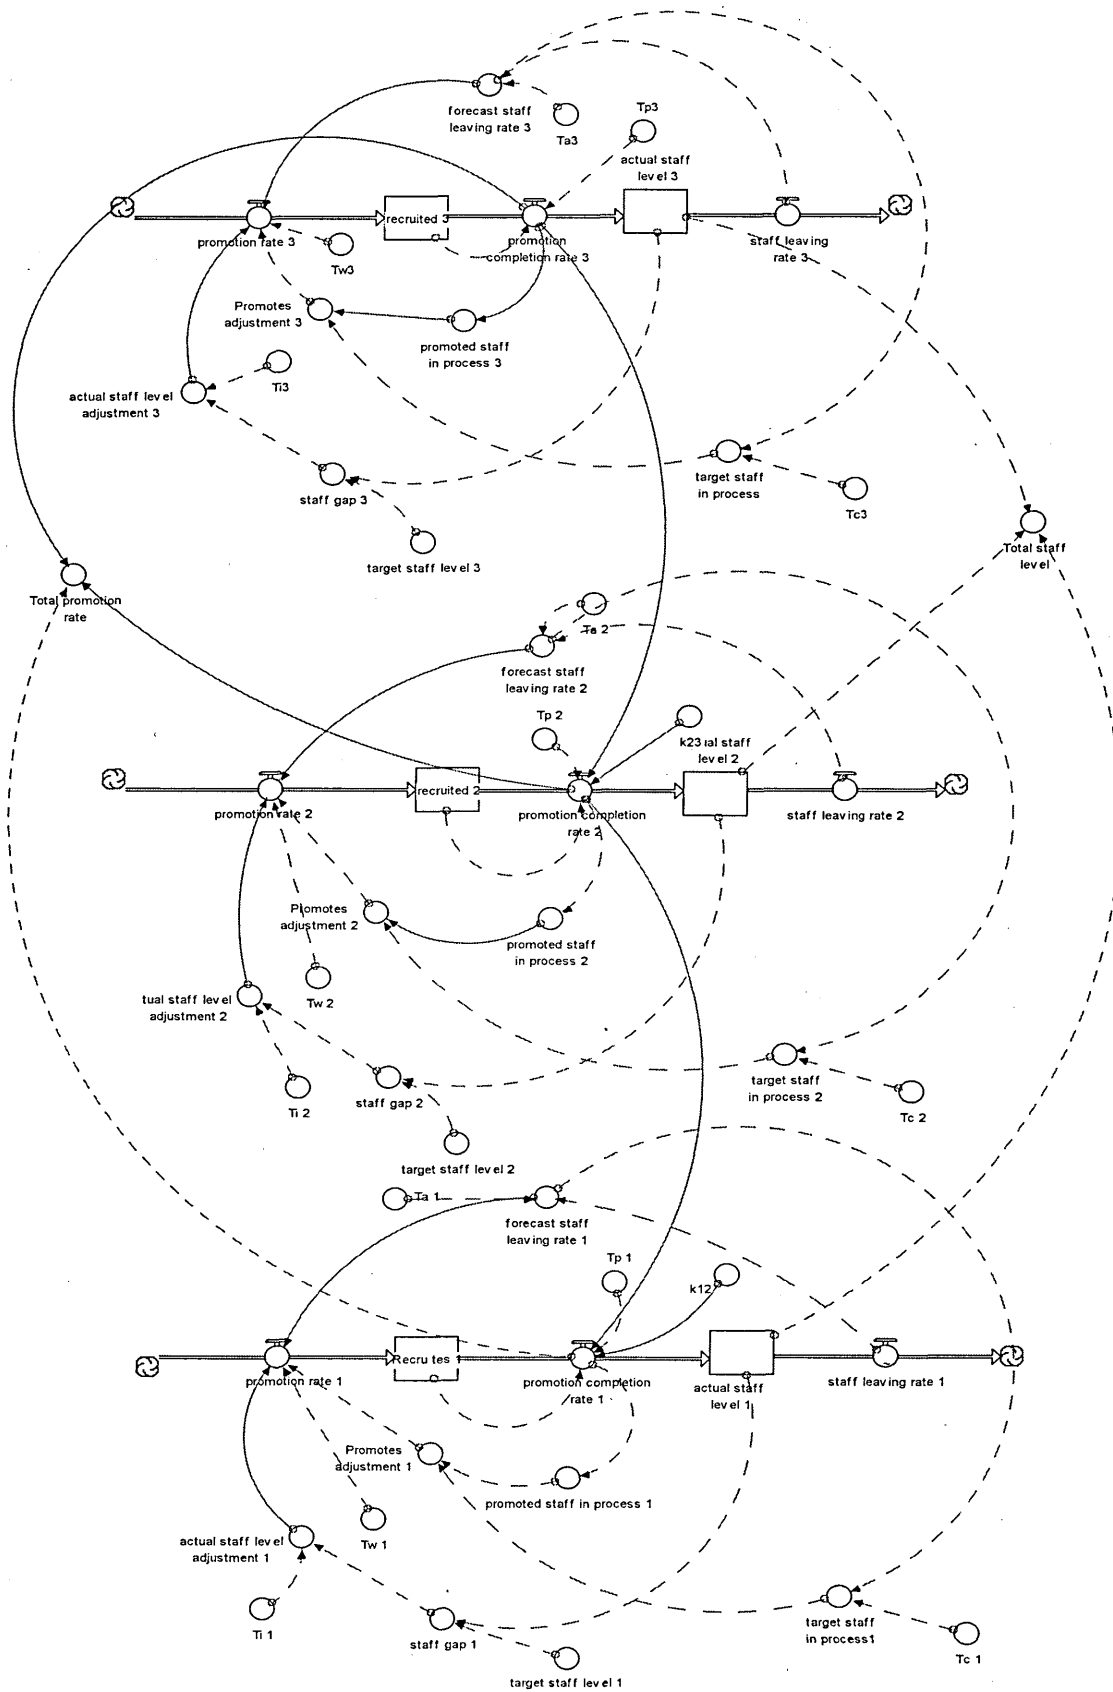 forecast staff
leaving rate 3
Ta3
Tp3
actual staff
level 3
recruited 3
promotion rate 3
promotion
completion rate 3
staff leaving
rate 3
Tw3
Promotes
adjustment 3
promoted staff
in process 3
Ti3
actual staff level
adjustment 3
staff gap 3
target staff
in process
Tc3
target staff level 3
Total staff
level
Total promotion
rate
Ta 2
forecast staff
leaving rate 2
Tp 2
k23 ual staff
level 2
recruited 2
promotion rate 2
promotion completion
rate 2
staff leaving rate 2
Promotes
adjustment 2
promoted staff
in process 2
Tw 2
tual staff level
adjustment 2
Ti 2
staff gap 2
target staff
in process 2
Tc 2
target staff level 2
Ta 1
forecast staff
leaving rate 1
Tp 1
k12
Recruites 1
promotion rate 1
promotion completion
rate 1
actual staff
level 1
staff leaving rate 1
Promotes
adjustment 1
promoted staff in process 1
Tw 1
actual staff level
adjustment 1
Ti 1
staff gap 1
target staff
in process1
Tc 1
target staff level 1